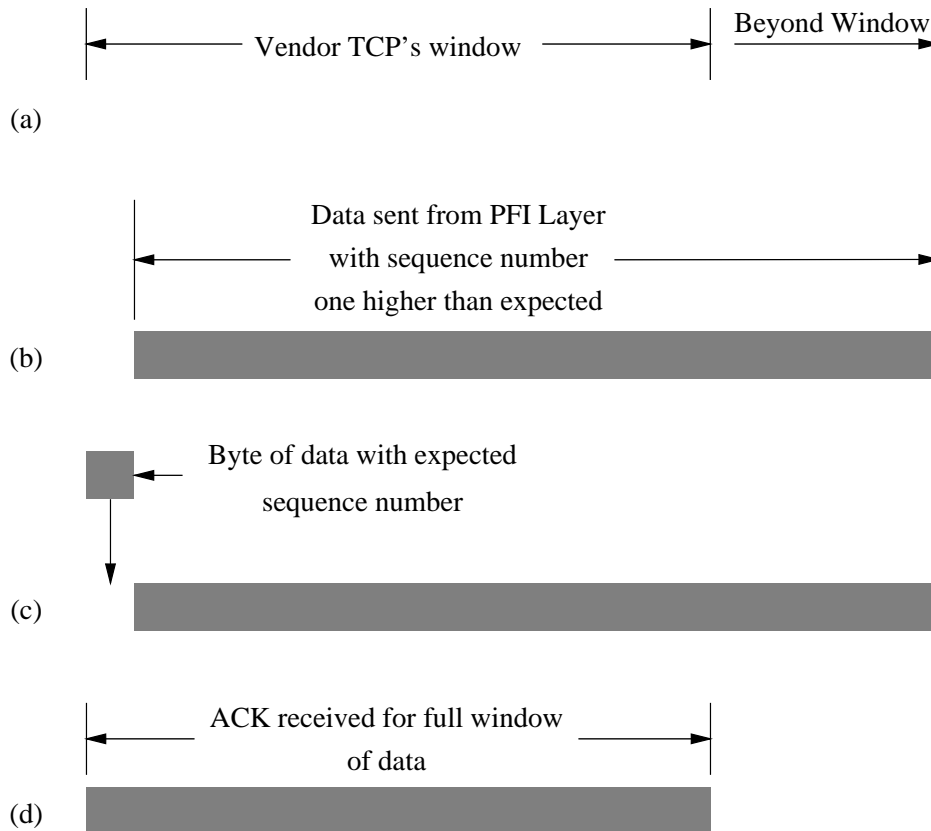 Vendor TCP's window
Beyond Window
(a)
Data sent from PFI Layer
with sequence number
one higher than expected
(b)
Byte of data with expected
sequence number
(c)
ACK received for full window
of data
(d)